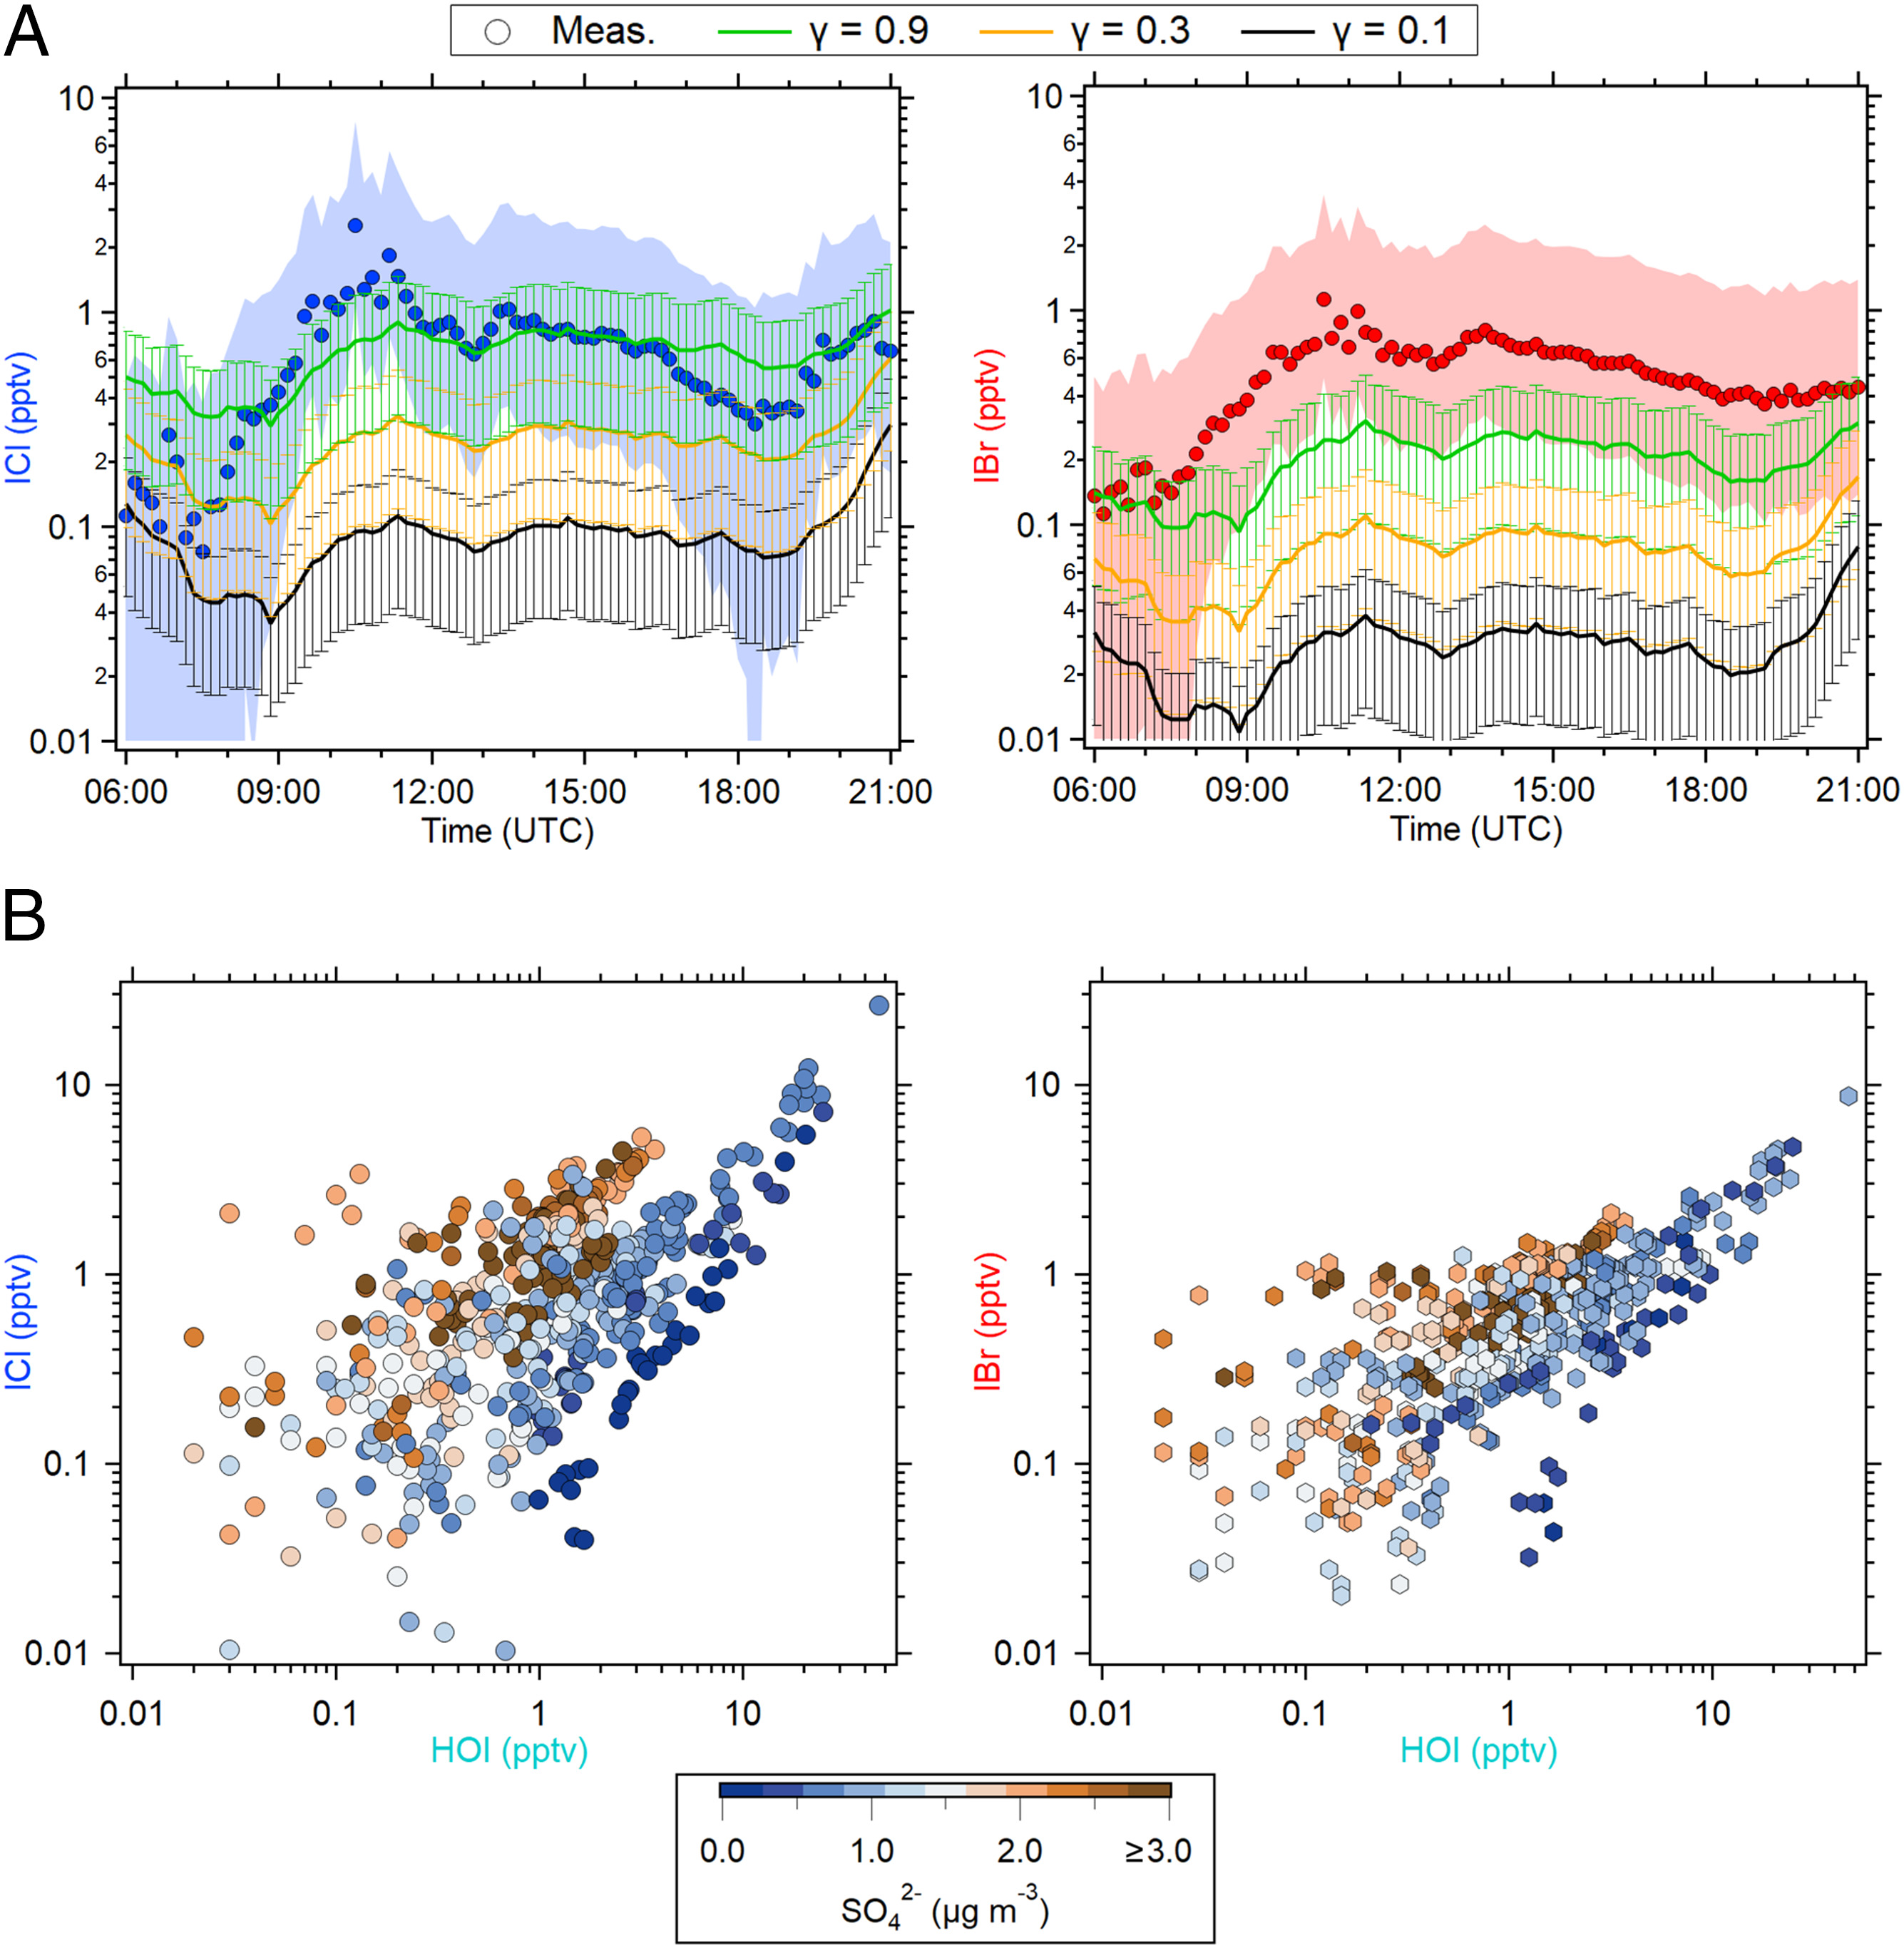 A
Meas. γ = 0.9 γ = 0.3 γ = 0.1
10
6
4
2
1
6
4
2
0.1
6
4
2
0.01
ICl (pptv)
06:00 09:00 12:00 15:00 18:00 21:00
Time (UTC)
10
6
4
2
1
6
4
2
0.1
6
4
2
0.01
IBr (pptv)
06:00 09:00 12:00 15:00 18:00 21:00
Time (UTC)
B
10
1
0.1
0.01
ICl (pptv)
0.01 0.1 1 10
HOI (pptv)
10
1
0.1
0.01
IBr (pptv)
0.01 0.1 1 10
HOI (pptv)
0.0 1.0 2.0 ≥3.0
SO₄²⁻ (µg m⁻³)